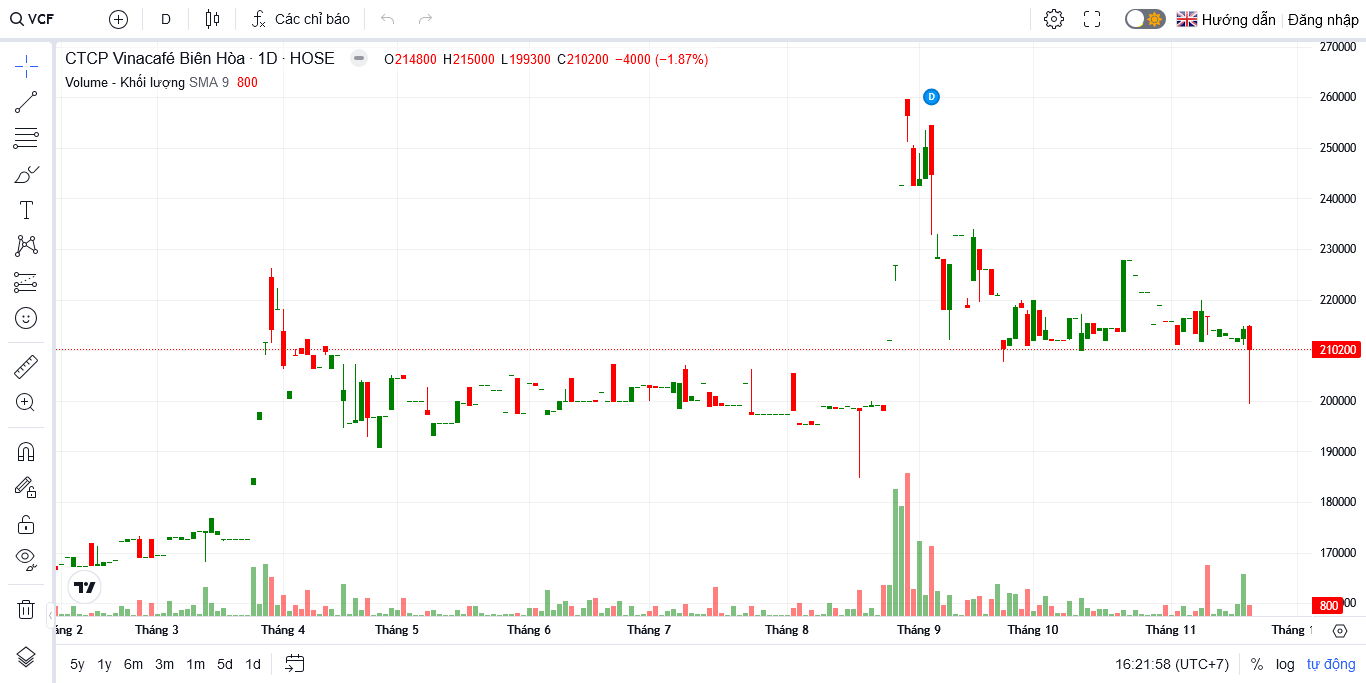 VCF D Các chỉ báo Hướng dẫn Đăng nhập
CTCP Vinacafé Biên Hòa · 1D · HOSE O214800 H215000 L199300 C210200 −4000 (−1.87%)
Volume - Khối lượng SMA 9 800
D
270000
260000
250000
240000
230000
220000
210200
200000
190000
180000
170000
800
Tháng 3 Tháng 4 Tháng 5 Tháng 6 Tháng 7 Tháng 8 Tháng 9 Tháng 10 Tháng 11
5y 1y 6m 3m 1m 5d 1d 16:21:58 (UTC+7) % log tự động